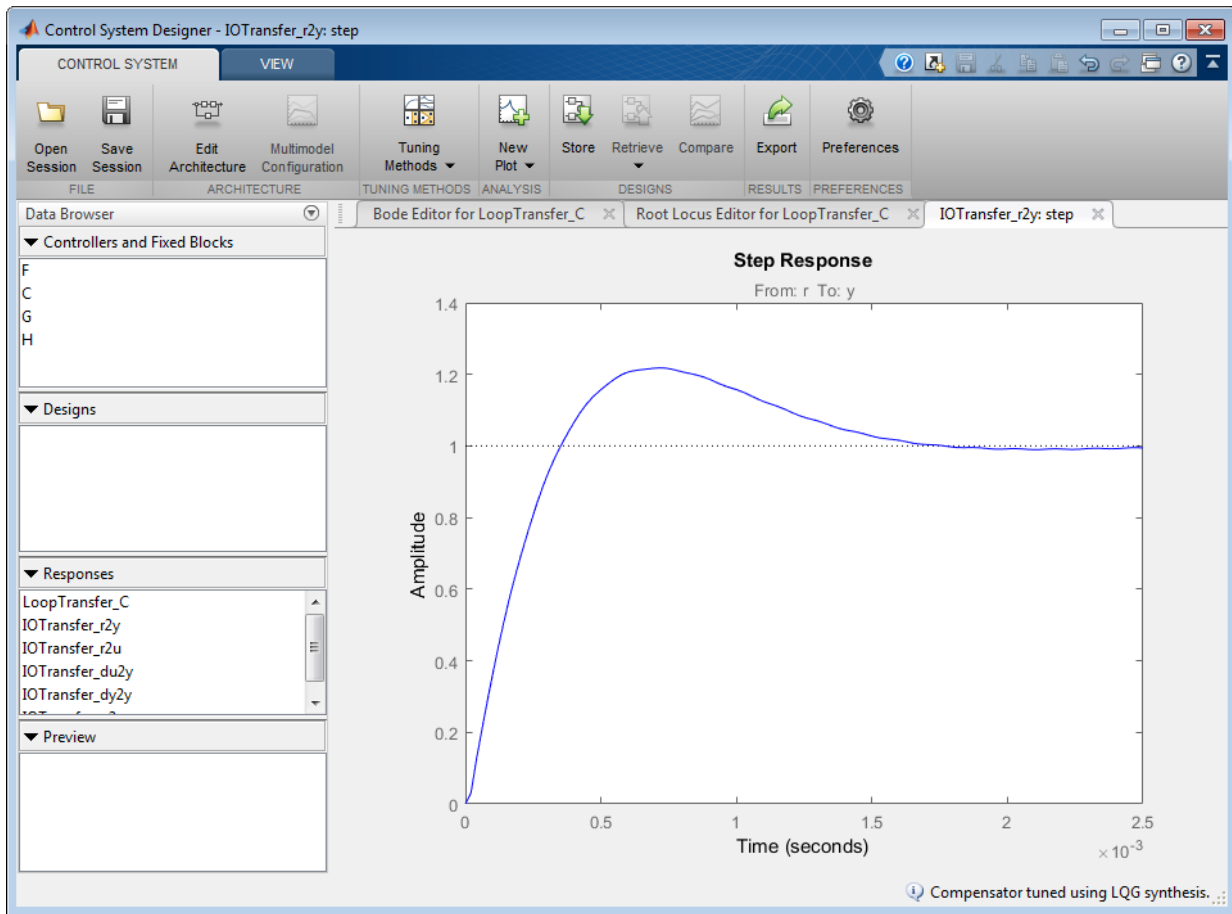 Control System Designer - IOTransfer_r2y: step
CONTROL SYSTEM
VIEW
Open Session
Save Session
Edit Architecture
Multimodel Configuration
Tuning Methods
New Plot
Store
Retrieve
Compare
Export
Preferences
FILE
ARCHITECTURE
TUNING METHODS
ANALYSIS
DESIGNS
RESULTS
PREFERENCES
Data Browser
Controllers and Fixed Blocks
F
C
G
H
Designs
Responses
LoopTransfer_C
IOTransfer_r2y
IOTransfer_r2u
IOTransfer_du2y
IOTransfer_dy2y
Preview
Bode Editor for LoopTransfer_C
Root Locus Editor for LoopTransfer_C
IOTransfer_r2y: step
Step Response
From: r To: y
1.4
1.2
1
0.8
0.6
0.4
0.2
0
Amplitude
0
0.5
1
1.5
2
2.5
Time (seconds)
×10⁻³
Compensator tuned using LQG synthesis.